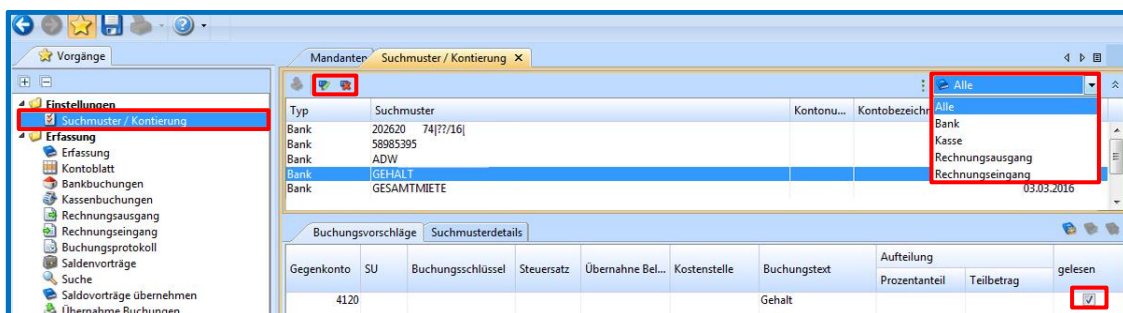 Vorgänge
Mandanten Suchmuster / Kontierung
Einstellungen
Suchmuster / Kontierung
Erfassung
Erfassung
Kontoblatt
Bankbuchungen
Kassenbuchungen
Rechnungsausgang
Rechnungseingang
Buchungsprotokoll
Saldenvorträge
Suche
Saldovorträge übernehmen
Übernahme Buchungen
Alle
Typ Suchmuster Kontonu... Kontobezeichn
Bank 202620 74|??/16|
Bank 58985395
Bank ADW
Bank GEHALT
Bank GESAMTMIETE 03.03.2016
Alle
Bank
Kasse
Rechnungsausgang
Rechnungseingang
Buchungsvorschläge Suchmusterdetails
Gegenkonto SU Buchungsschlüssel Steuersatz Übernahne Bel... Kostenstelle Buchungstext Aufteilung gelesen
Prozentanteil Teilbetrag
4120 Gehalt